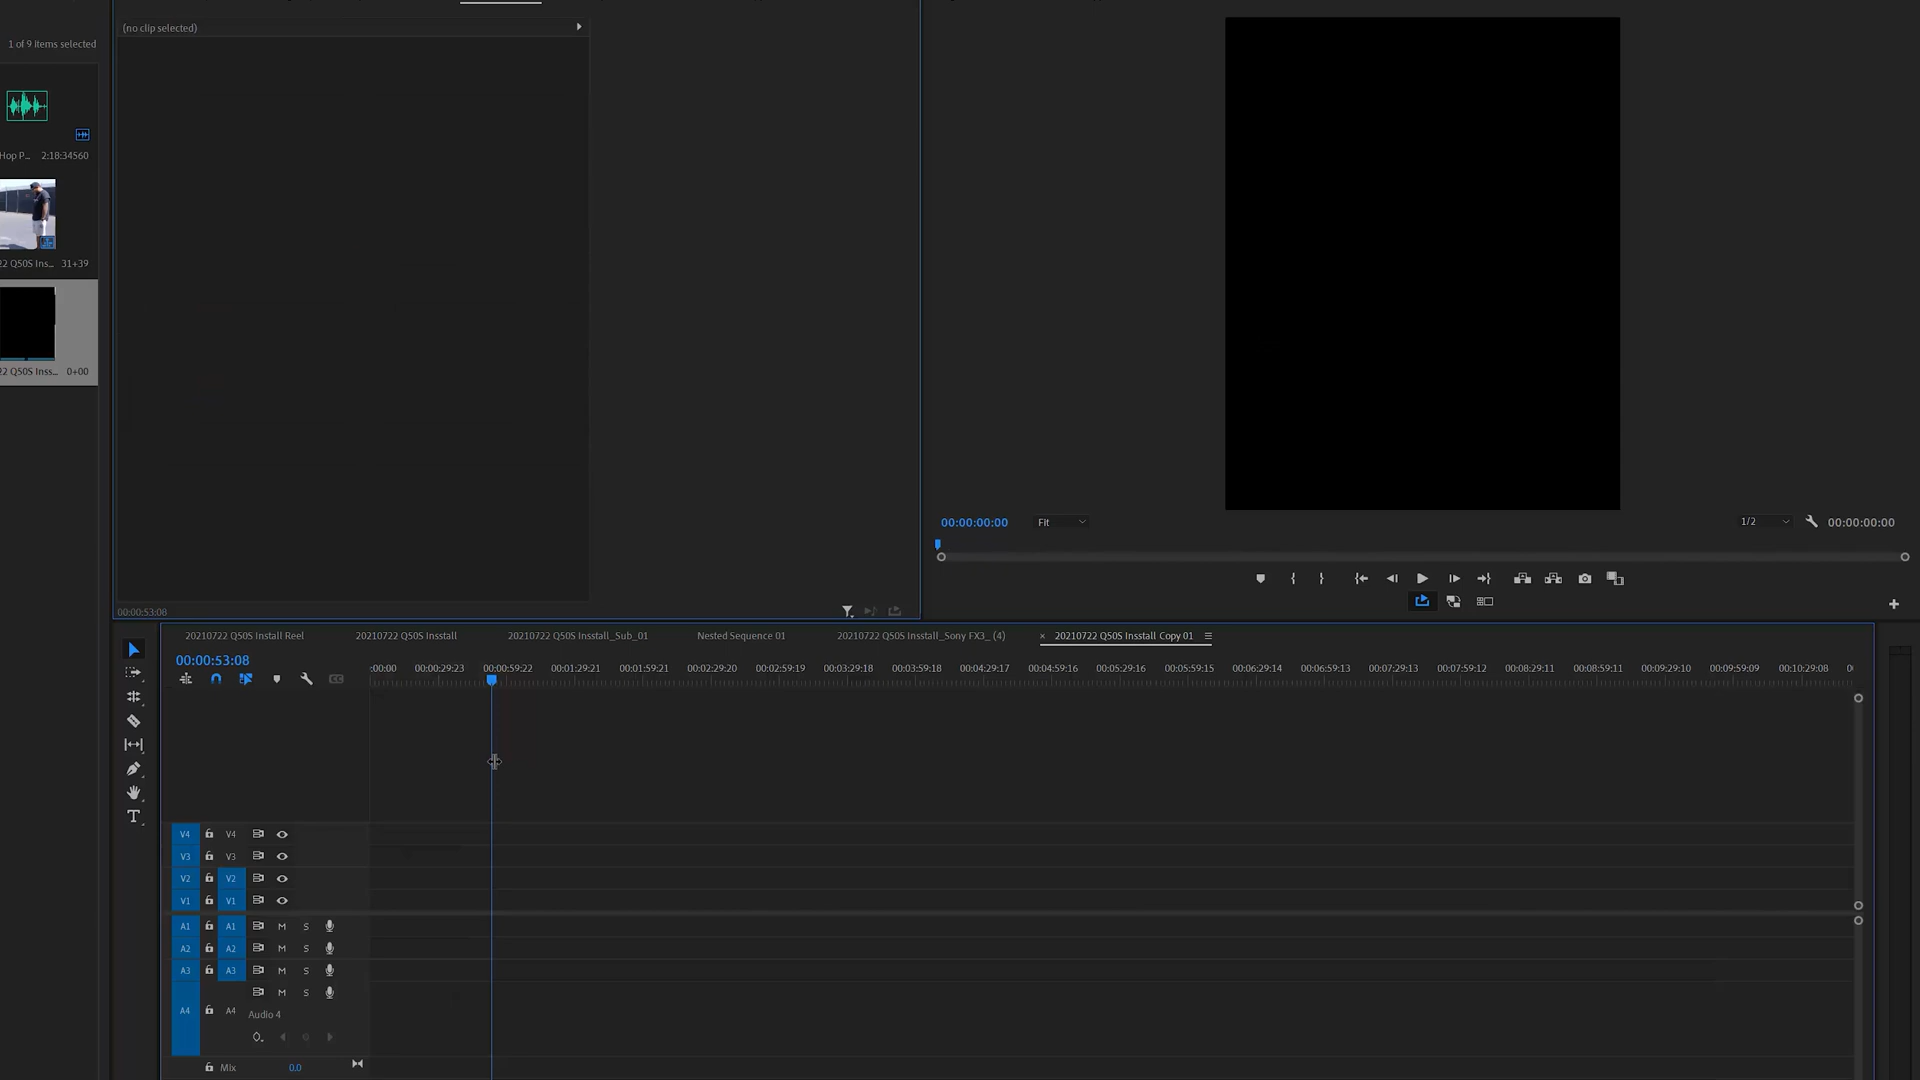 (no clip selected)
1 of 9 items selected
Hop P... 2:18:34560
22 Q50S Ins... 31+39
22 Q50S Inss... 0+00
00:00:00:00 Fit 1/2 00:00:00:00
00:00:53:08
20210722 Q50S Install Reel 20210722 Q50S Insstall 20210722 Q50S Insstall_Sub_01 Nested Sequence 01 20210722 Q50S Insstall_Sony FX3_ (4) × 20210722 Q50S Insstall Copy 01
00:00:53:08
:00:00 00:00:29:23 00:00:59:22 00:01:29:21 00:01:59:21 00:02:29:20 00:02:59:19 00:03:29:18 00:03:59:18 00:04:29:17 00:04:59:16 00:05:29:16 00:05:59:15 00:06:29:14 00:06:59:13 00:07:29:13 00:07:59:12 00:08:29:11 00:08:59:11 00:09:29:10 00:09:59:09 00:10:29:08
CC
T
V4 V4
V3 V3
V2 V2
V1 V1
A1 A1 M S
A2 A2 M S
A3 A3 M S
M S
A4 A4 Audio 4
Mix 0.0